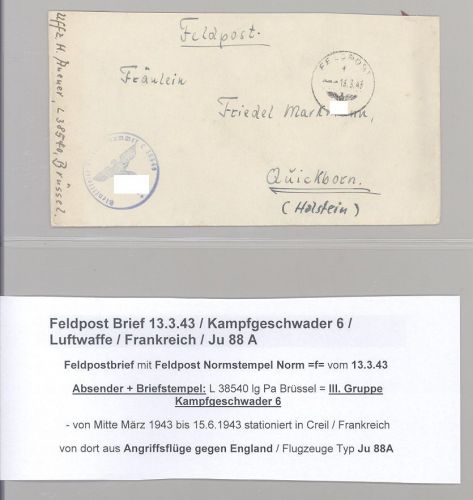 Feldpost.
Fräulein
Friedel
Quickborn.
(Holstein)
Uffz H. L 38540, Brüssel.
FELDPOST
13.3.43
Feldpost Brief 13.3.43 / Kampfgeschwader 6 /
Luftwaffe / Frankreich / Ju 88 A
Feldpostbrief mit Feldpost Normstempel Norm =f= vom 13.3.43
Absender + Briefstempel: L 38540 lg Pa Brüssel = III. Gruppe
Kampfgeschwader 6
- von Mitte März 1943 bis 15.6.1943 stationiert in Creil / Frankreich
von dort aus Angriffsflüge gegen England / Flugzeuge Typ Ju 88A